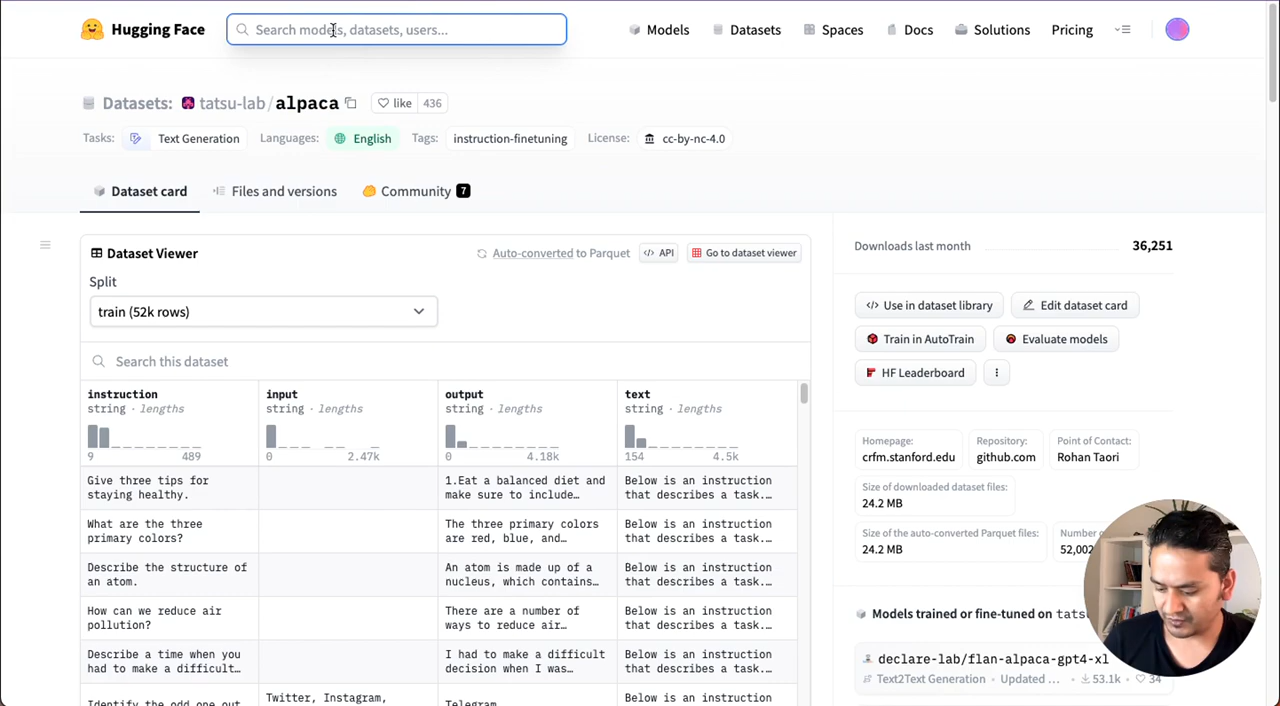 Hugging Face
Search models, datasets, users...
Models
Datasets
Spaces
Docs
Solutions
Pricing
Datasets: tatsu-lab/alpaca
like 436
Tasks: Text Generation Languages: English Tags: instruction-finetuning License: cc-by-nc-4.0
Dataset card
Files and versions
Community 7
Dataset Viewer
Auto-converted to Parquet
API
Go to dataset viewer
Split
train (52k rows)
Search this dataset
instruction
string · lengths
9 489
input
string · lengths
0 2.47k
output
string · lengths
0 4.18k
text
string · lengths
154 4.5k
Give three tips for
staying healthy.
1.Eat a balanced diet and
make sure to include…
Below is an instruction
that describes a task.…
What are the three
primary colors?
The three primary colors
are red, blue, and…
Below is an instruction
that describes a task.…
Describe the structure of
an atom.
An atom is made up of a
nucleus, which contains…
Below is an instruction
that describes a task.…
How can we reduce air
pollution?
There are a number of
ways to reduce air…
Below is an instruction
that describes a task.…
Describe a time when you
had to make a difficult…
I had to make a difficult
decision when I was…
Below is an instruction
that describes a task.…
Identify the odd one out
Twitter, Instagram,
Telegram
Below is an instruction
Downloads last month
36,251
Use in dataset library
Edit dataset card
Train in AutoTrain
Evaluate models
HF Leaderboard
Homepage:
crfm.stanford.edu
Repository:
github.com
Point of Contact:
Rohan Taori
Size of downloaded dataset files:
24.2 MB
Size of the auto-converted Parquet files:
24.2 MB
Number o
52,002
Models trained or fine-tuned on tats
declare-lab/flan-alpaca-gpt4-xl
Text2Text Generation · Updated ... · 53.1k · 34